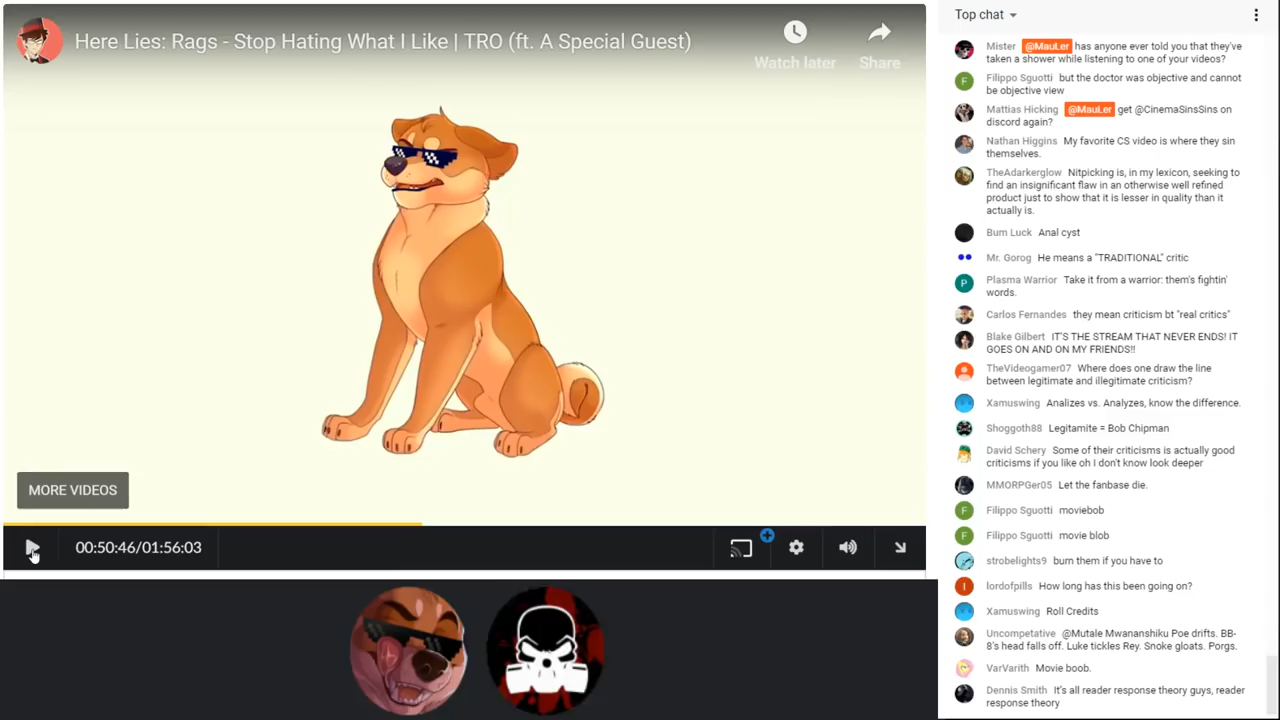 Here Lies: Rags - Stop Hating What I Like | TRO (ft. A Special Guest)
Watch later
Share
MORE VIDEOS
00:50:46/01:56:03
Top chat
Mister @MauLer has anyone ever told you that they've
taken a shower while listening to one of your videos?
F
Filippo Sguotti but the doctor was objective and cannot
be objective view
Mattias Hicking @MauLer get @CinemaSinsSins on
discord again?
Nathan Higgins My favorite CS video is where they sin
themselves.
TheAdarkerglow Nitpicking is, in my lexicon, seeking to
find an insignificant flaw in an otherwise well refined
product just to show that it is lesser in quality than it
actually is.
Bum Luck Anal cyst
Mr. Gorog He means a "TRADITIONAL" critic
P
Plasma Warrior Take it from a warrior: them's fightin'
words.
Carlos Fernandes they mean criticism bt "real critics"
Blake Gilbert IT'S THE STREAM THAT NEVER ENDS! IT
GOES ON AND ON MY FRIENDS!!
TheVideogamer07 Where does one draw the line
between legitimate and illegitimate criticism?
Xamuswing Analizes vs. Analyzes, know the difference.
Shoggoth88 Legitamite = Bob Chipman
David Schery Some of their criticisms is actually good
criticisms if you like oh I don't know look deeper
MMORPGer05 Let the fanbase die.
F
Filippo Sguotti moviebob
F
Filippo Sguotti movie blob
strobelights9 burn them if you have to
l
lordofpills How long has this been going on?
Xamuswing Roll Credits
Uncompetative @Mutale Mwananshiku Poe drifts. BB-
8's head falls off. Luke tickles Rey. Snoke gloats. Porgs.
VarVarith Movie boob.
Dennis Smith It's all reader response theory guys, reader
response theory